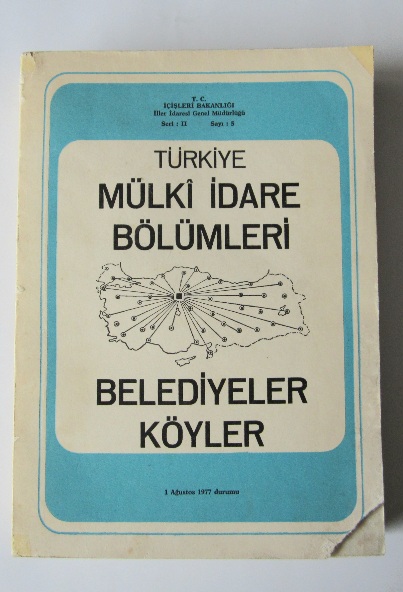 T. C.
İÇİŞLERİ BAKANLIĞI
İller İdaresi Genel Müdürlüğü
Seri : II Sayı : 8
TÜRKİYE
MÜLKÎ İDARE
BÖLÜMLERİ
BELEDİYELER
KÖYLER
1 Ağustos 1977 durumu